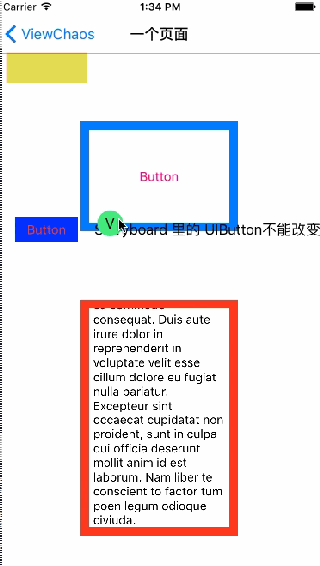 Carrier 1:34 PM
ViewChaos 一个页面
Button
V
Button
Storyboard 里的 UIButton不能改变
consequat. Duis aute
irure dolor in
reprehenderit in
voluptate velit esse
cillum dolore eu fugiat
nulla pariatur.
Excepteur sint
occaecat cupidatat non
proident, sunt in culpa
qui officia deserunt
mollit anim id est
laborum. Nam liber te
conscient to factor tum
poen legum odioque
civiuda.